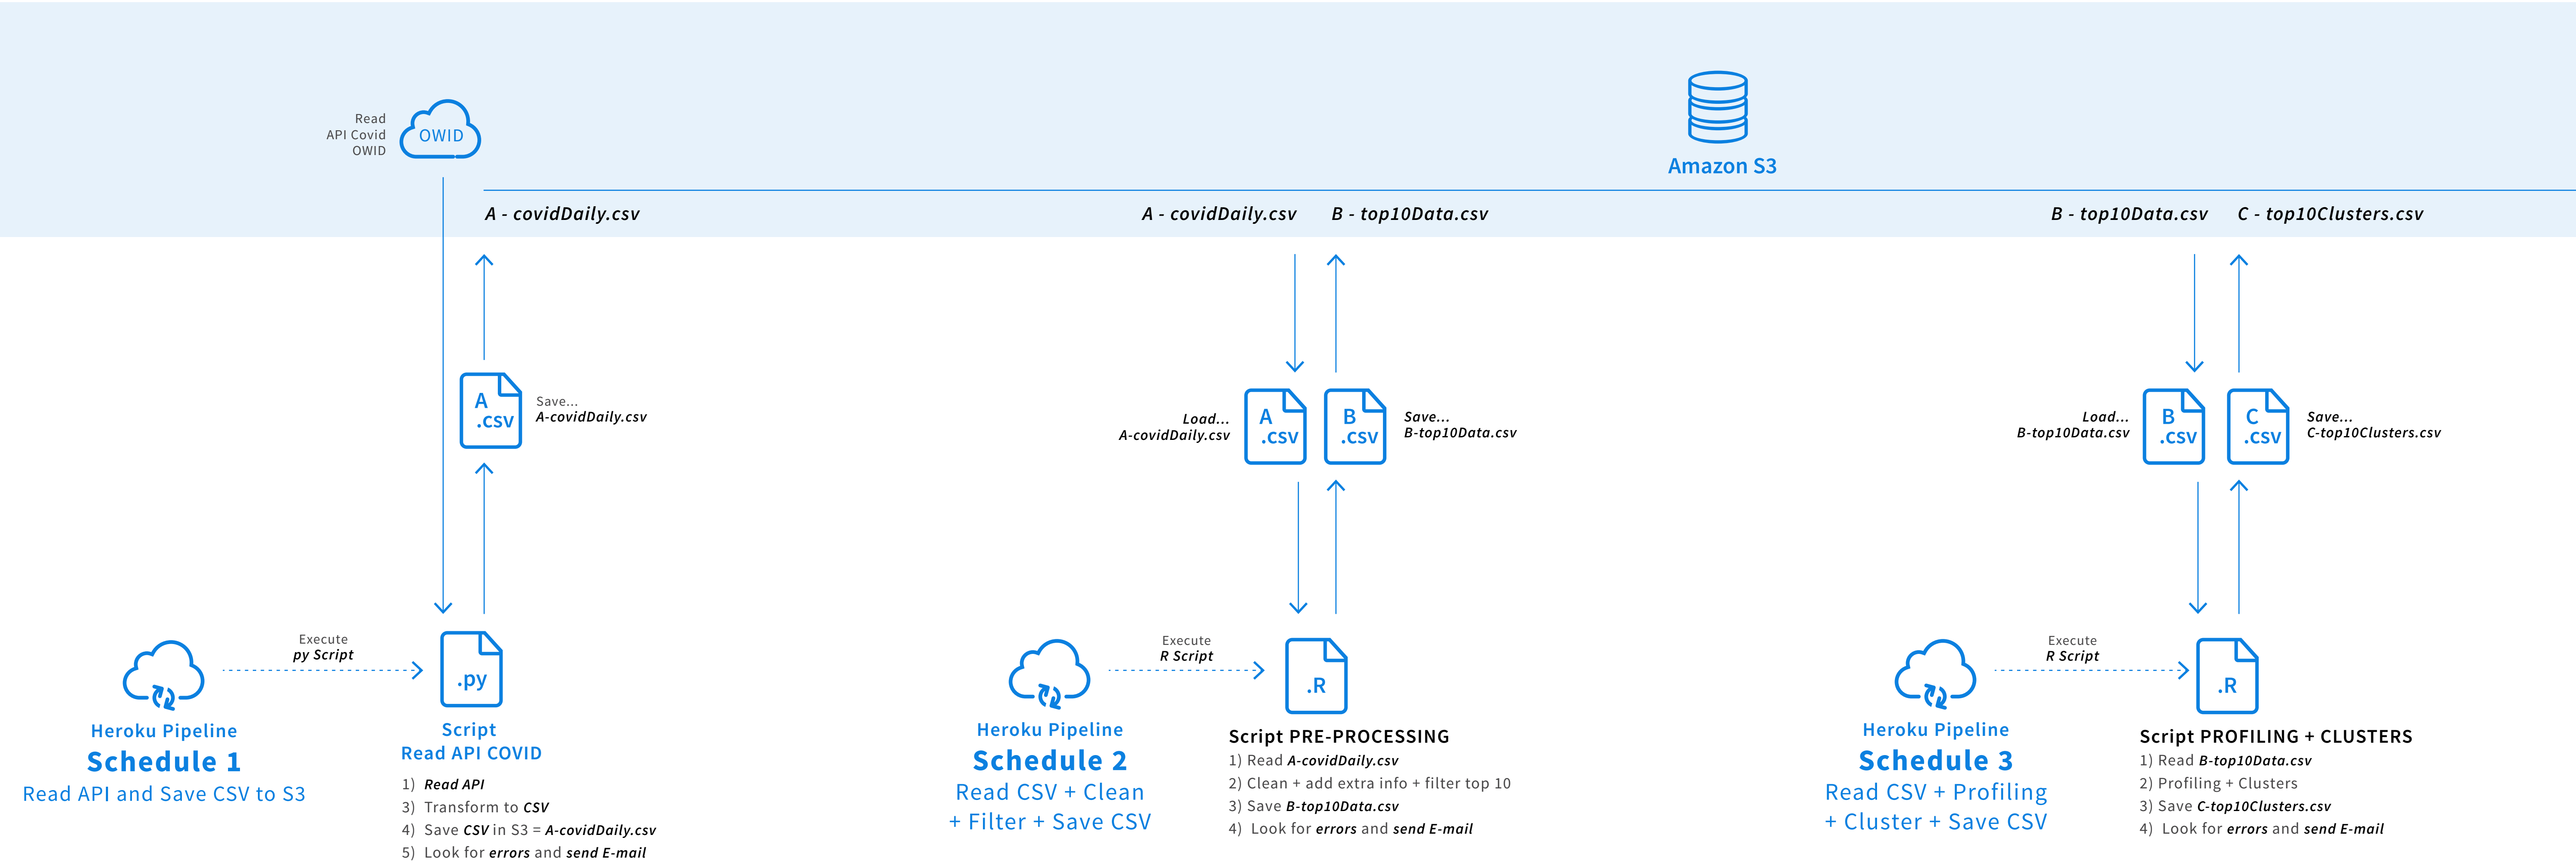 Read
API Covid
OWID
OWID
Amazon S3
A - covidDaily.csv
A - covidDaily.csv
B - top10Data.csv
B - top10Data.csv
C - top10Clusters.csv
A
.csv
Save...
A-covidDaily.csv
Load...
A-covidDaily.csv
A
.csv
B
.csv
Save...
B-top10Data.csv
Load...
B-top10Data.csv
B
.csv
C
.csv
Save...
C-top10Clusters.csv
Execute
py Script
.py
Heroku Pipeline
Schedule 1
Read API and Save CSV to S3
Script
Read API COVID
1) Read API
3) Transform to CSV
4) Save CSV in S3 = A-covidDaily.csv
5) Look for errors and send E-mail
Execute
R Script
.R
Heroku Pipeline
Schedule 2
Read CSV + Clean
+ Filter + Save CSV
Script PRE-PROCESSING
1) Read A-covidDaily.csv
2) Clean + add extra info + filter top 10
3) Save B-top10Data.csv
4) Look for errors and send E-mail
Execute
R Script
.R
Heroku Pipeline
Schedule 3
Read CSV + Profiling
+ Cluster + Save CSV
Script PROFILING + CLUSTERS
1) Read B-top10Data.csv
2) Profiling + Clusters
3) Save C-top10Clusters.csv
4) Look for errors and send E-mail